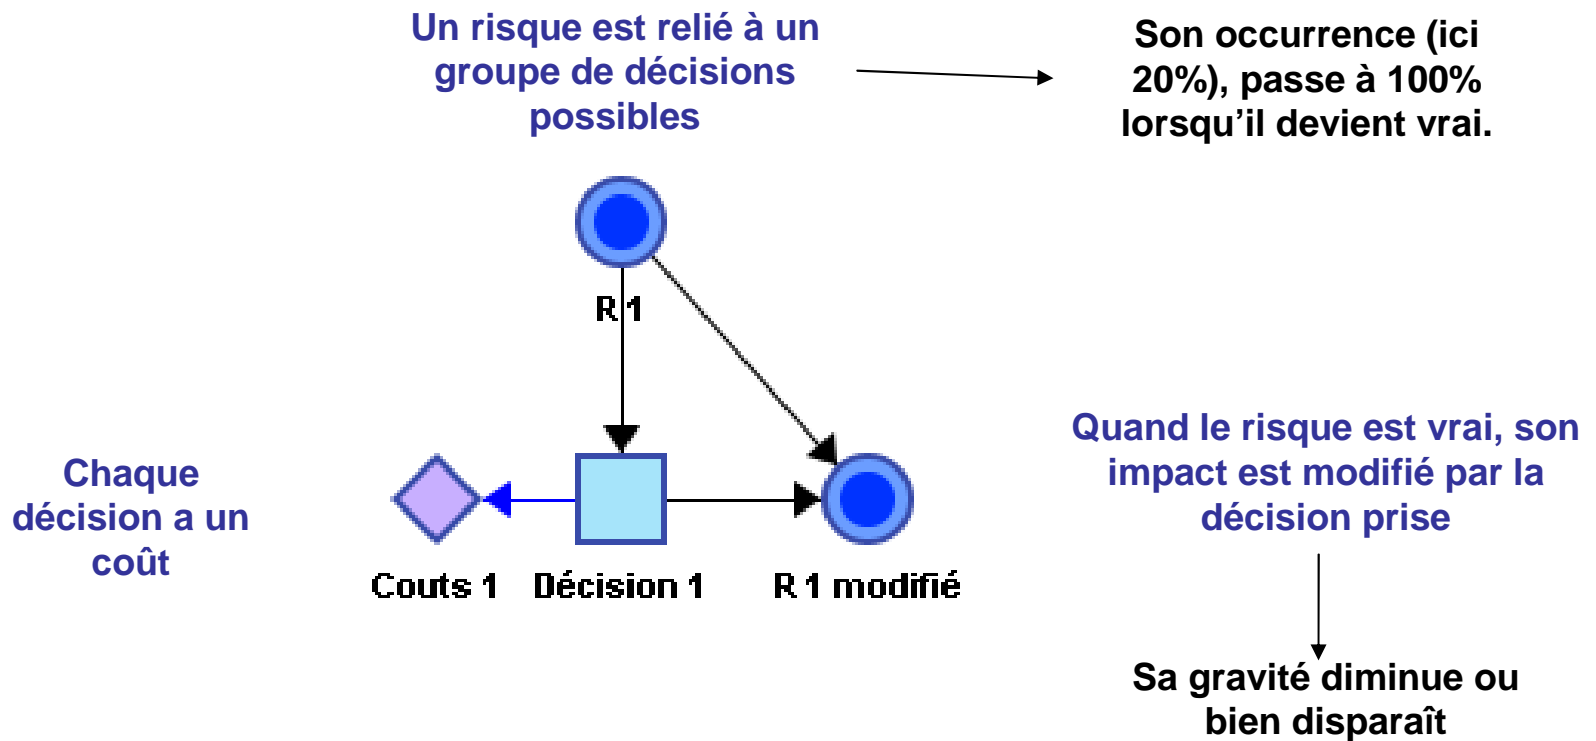 Un risque est relié à un
groupe de décisions
possibles
Son occurrence (ici
20%), passe à 100%
lorsqu'il devient vrai.
R 1
Chaque
décision a un
coût
Couts 1
Décision 1
R 1 modifié
Quand le risque est vrai, son
impact est modifié par la
décision prise
Sa gravité diminue ou
bien disparaît